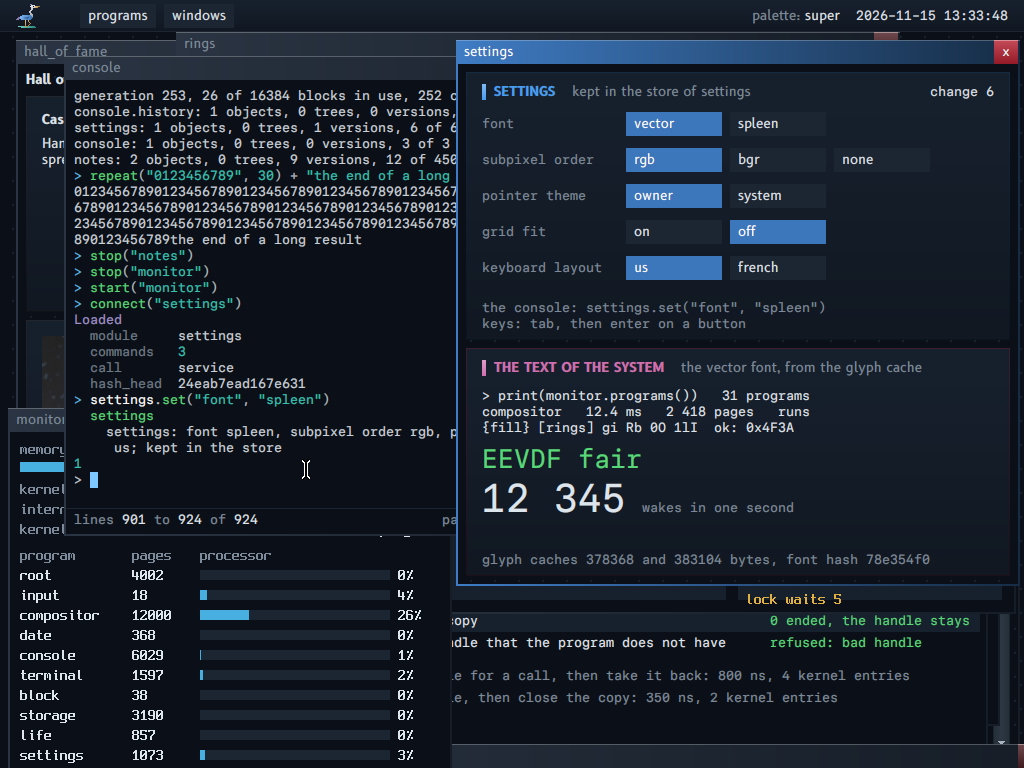 programs
windows
palette: super 2026-11-15 13:33:48
hall_of_fame
rings
console
Hall o
Cas
Han
spre
generation 253, 26 of 16384 blocks in use, 252 c
console.history: 1 objects, 0 trees, 0 versions,
settings: 1 objects, 0 trees, 1 versions, 6 of 6
console: 1 objects, 0 trees, 0 versions, 3 of 3
notes: 2 objects, 0 trees, 9 versions, 12 of 450
> repeat("0123456789", 30) + "the end of a long
012345678901234567890123456789012345678901234567
678901234567890123456789012345678901234567890123
234567890123456789012345678901234567890123456789
890123456789the end of a long result
> stop("notes")
> stop("monitor")
> start("monitor")
> connect("settings")
Loaded
module settings
commands 3
call service
hash_head 24eab7ead167e631
> settings.set("font", "spleen")
settings
settings: font spleen, subpixel order rgb, p
us; kept in the store
1
>
lines 901 to 924 of 924
pa
settings
x
SETTINGS kept in the store of settings
change 6
font vector spleen
subpixel order rgb bgr none
pointer theme owner system
grid fit on off
keyboard layout us french
the console: settings.set("font", "spleen")
keys: tab, then enter on a button
THE TEXT OF THE SYSTEM the vector font, from the glyph cache
> print(monitor.programs()) 31 programs
compositor 12.4 ms 2 418 pages runs
{fill} [rings] gi Rb 0O 1lI ok: 0x4F3A
EEVDF fair
12 345 wakes in one second
glyph caches 378368 and 383104 bytes, font hash 78e354f0
monitor
memory
kernel
intern
kernel
program pages processor
root 4002 0%
input 18 4%
compositor 12000 26%
date 368 0%
console 6029 1%
terminal 1597 2%
block 38 0%
storage 3190 0%
life 857 0%
settings 1073 3%
lock waits 5
copy 0 ended, the handle stays
dle that the program does not have refused: bad handle
le for a call, then take it back: 800 ns, 4 kernel entries
e, then close the copy: 350 ns, 2 kernel entries